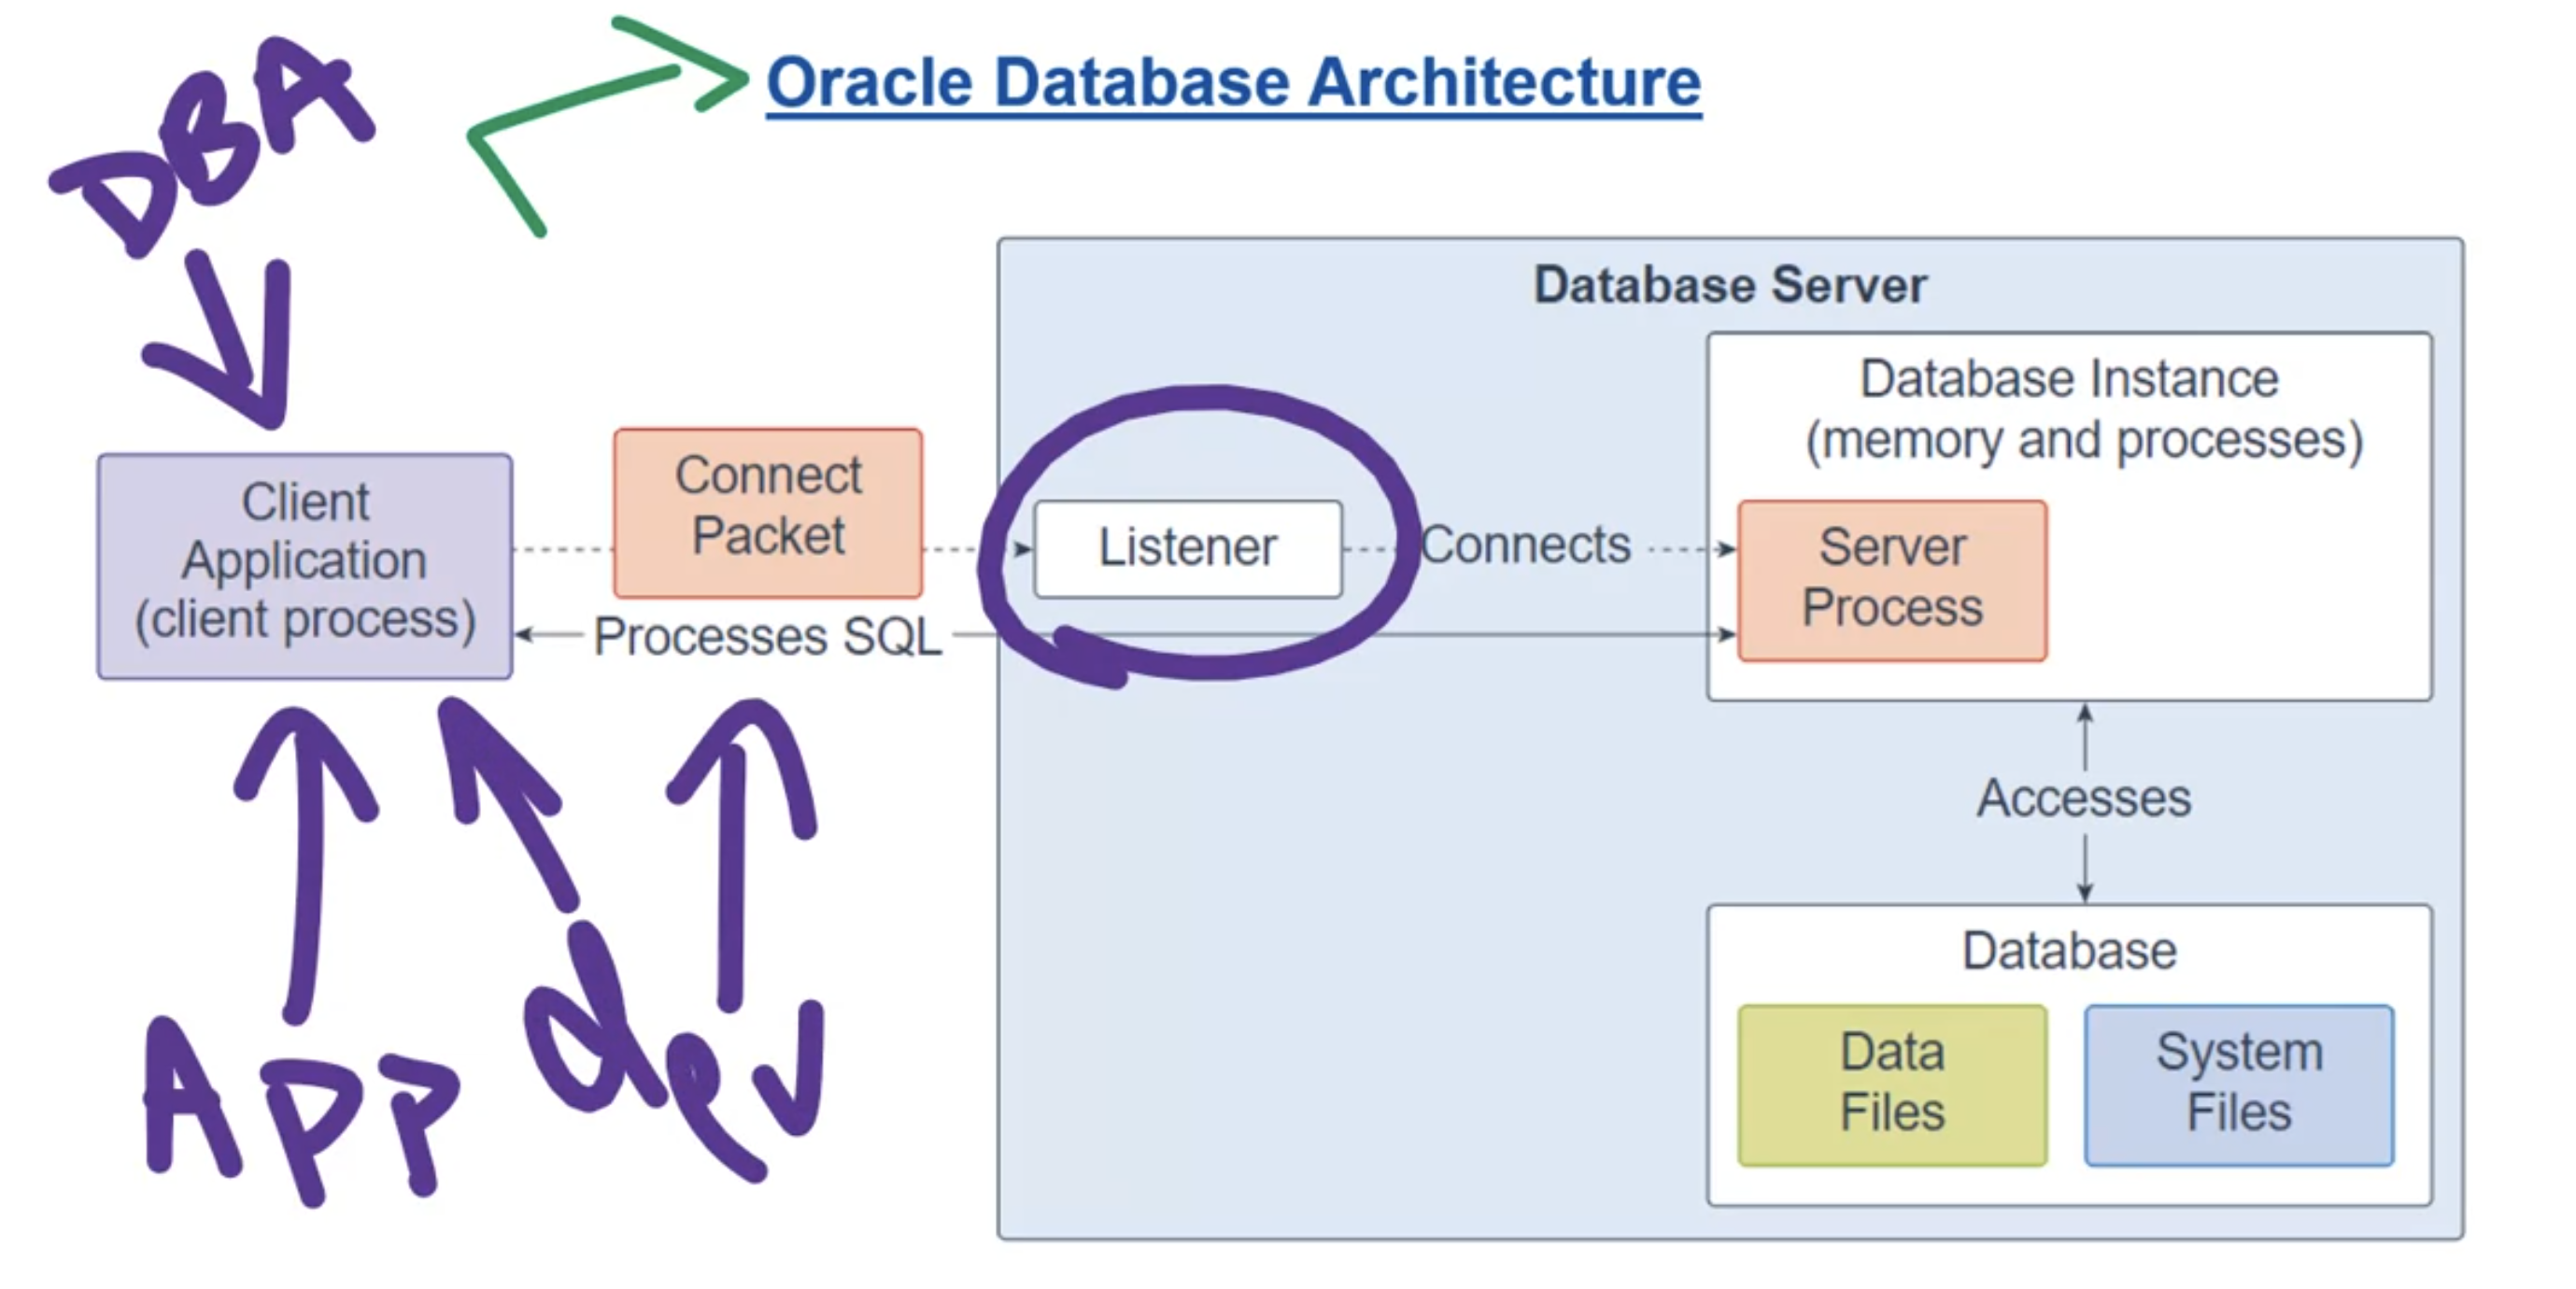 DBA
Oracle Database Architecture
Database Server
Database Instance
(memory and processes)
Client
Application
(client process)
Connect
Packet
Listener
Connects
Server
Process
Processes SQL
Accesses
Database
Data
Files
System
Files
App
dev